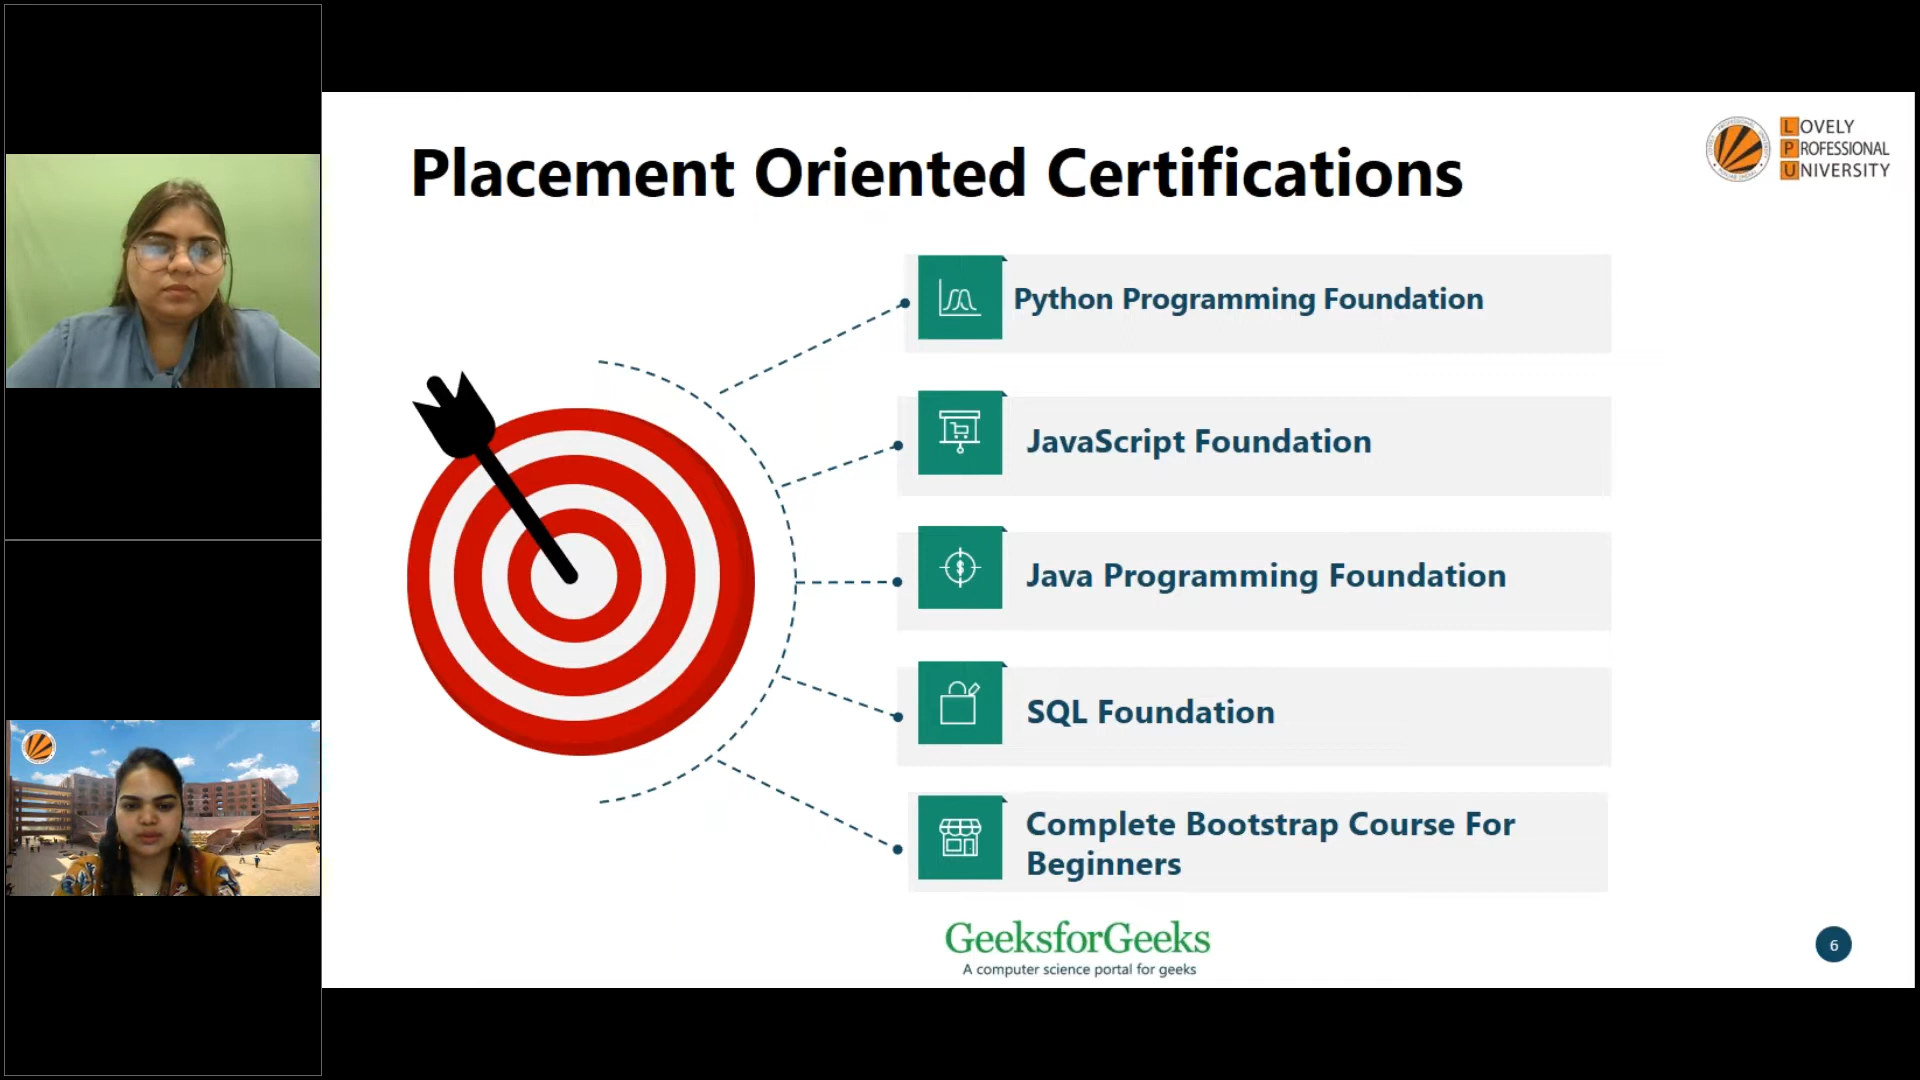 Placement Oriented Certifications
LOVELY
PROFESSIONAL
UNIVERSITY
Python Programming Foundation
JavaScript Foundation
Java Programming Foundation
SQL Foundation
Complete Bootstrap Course For
Beginners
GeeksforGeeks
A computer science portal for geeks
6